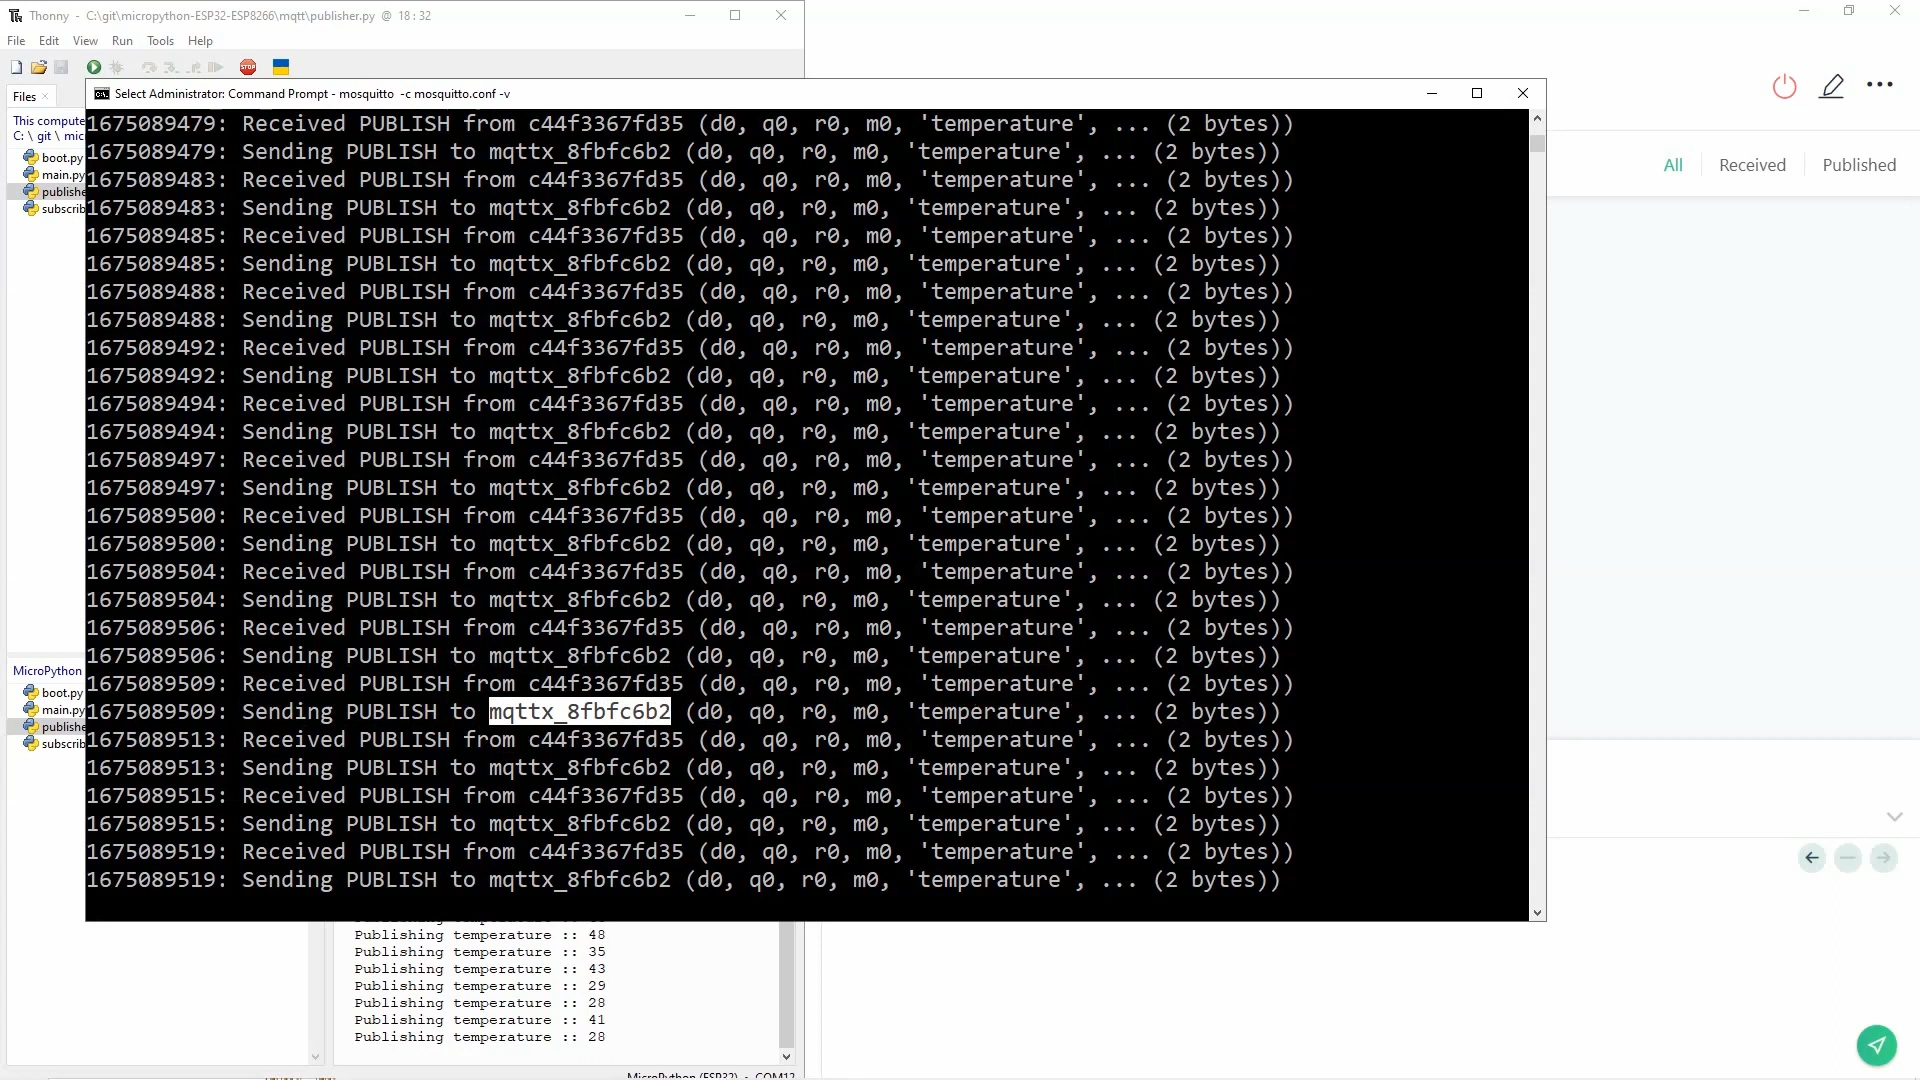 Thonny - C:\git\micropython-ESP32-ESP8266\mqtt\publisher.py @ 18:32
File Edit View Run Tools Help
STOP
Files
This compute
C: \ git \ mic
boot.py
main.py
publishe
subscrib
Select Administrator: Command Prompt - mosquitto -c mosquitto.conf -v
1675089479: Received PUBLISH from c44f3367fd35 (d0, q0, r0, m0, 'temperature', ... (2 bytes))
1675089479: Sending PUBLISH to mqttx_8fbfc6b2 (d0, q0, r0, m0, 'temperature', ... (2 bytes))
1675089483: Received PUBLISH from c44f3367fd35 (d0, q0, r0, m0, 'temperature', ... (2 bytes))
1675089483: Sending PUBLISH to mqttx_8fbfc6b2 (d0, q0, r0, m0, 'temperature', ... (2 bytes))
1675089485: Received PUBLISH from c44f3367fd35 (d0, q0, r0, m0, 'temperature', ... (2 bytes))
1675089485: Sending PUBLISH to mqttx_8fbfc6b2 (d0, q0, r0, m0, 'temperature', ... (2 bytes))
1675089488: Received PUBLISH from c44f3367fd35 (d0, q0, r0, m0, 'temperature', ... (2 bytes))
1675089488: Sending PUBLISH to mqttx_8fbfc6b2 (d0, q0, r0, m0, 'temperature', ... (2 bytes))
1675089492: Received PUBLISH from c44f3367fd35 (d0, q0, r0, m0, 'temperature', ... (2 bytes))
1675089492: Sending PUBLISH to mqttx_8fbfc6b2 (d0, q0, r0, m0, 'temperature', ... (2 bytes))
1675089494: Received PUBLISH from c44f3367fd35 (d0, q0, r0, m0, 'temperature', ... (2 bytes))
1675089494: Sending PUBLISH to mqttx_8fbfc6b2 (d0, q0, r0, m0, 'temperature', ... (2 bytes))
1675089497: Received PUBLISH from c44f3367fd35 (d0, q0, r0, m0, 'temperature', ... (2 bytes))
1675089497: Sending PUBLISH to mqttx_8fbfc6b2 (d0, q0, r0, m0, 'temperature', ... (2 bytes))
1675089500: Received PUBLISH from c44f3367fd35 (d0, q0, r0, m0, 'temperature', ... (2 bytes))
1675089500: Sending PUBLISH to mqttx_8fbfc6b2 (d0, q0, r0, m0, 'temperature', ... (2 bytes))
1675089504: Received PUBLISH from c44f3367fd35 (d0, q0, r0, m0, 'temperature', ... (2 bytes))
1675089504: Sending PUBLISH to mqttx_8fbfc6b2 (d0, q0, r0, m0, 'temperature', ... (2 bytes))
1675089506: Received PUBLISH from c44f3367fd35 (d0, q0, r0, m0, 'temperature', ... (2 bytes))
1675089506: Sending PUBLISH to mqttx_8fbfc6b2 (d0, q0, r0, m0, 'temperature', ... (2 bytes))
1675089509: Received PUBLISH from c44f3367fd35 (d0, q0, r0, m0, 'temperature', ... (2 bytes))
1675089509: Sending PUBLISH to mqttx_8fbfc6b2 (d0, q0, r0, m0, 'temperature', ... (2 bytes))
1675089513: Received PUBLISH from c44f3367fd35 (d0, q0, r0, m0, 'temperature', ... (2 bytes))
1675089513: Sending PUBLISH to mqttx_8fbfc6b2 (d0, q0, r0, m0, 'temperature', ... (2 bytes))
1675089515: Received PUBLISH from c44f3367fd35 (d0, q0, r0, m0, 'temperature', ... (2 bytes))
1675089515: Sending PUBLISH to mqttx_8fbfc6b2 (d0, q0, r0, m0, 'temperature', ... (2 bytes))
1675089519: Received PUBLISH from c44f3367fd35 (d0, q0, r0, m0, 'temperature', ... (2 bytes))
1675089519: Sending PUBLISH to mqttx_8fbfc6b2 (d0, q0, r0, m0, 'temperature', ... (2 bytes))
All Received Published
MicroPython
boot.py
main.py
publishe
subscrib
Publishing temperature :: 48
Publishing temperature :: 35
Publishing temperature :: 43
Publishing temperature :: 29
Publishing temperature :: 28
Publishing temperature :: 41
Publishing temperature :: 28
MicroPython (ESP32) • COM12